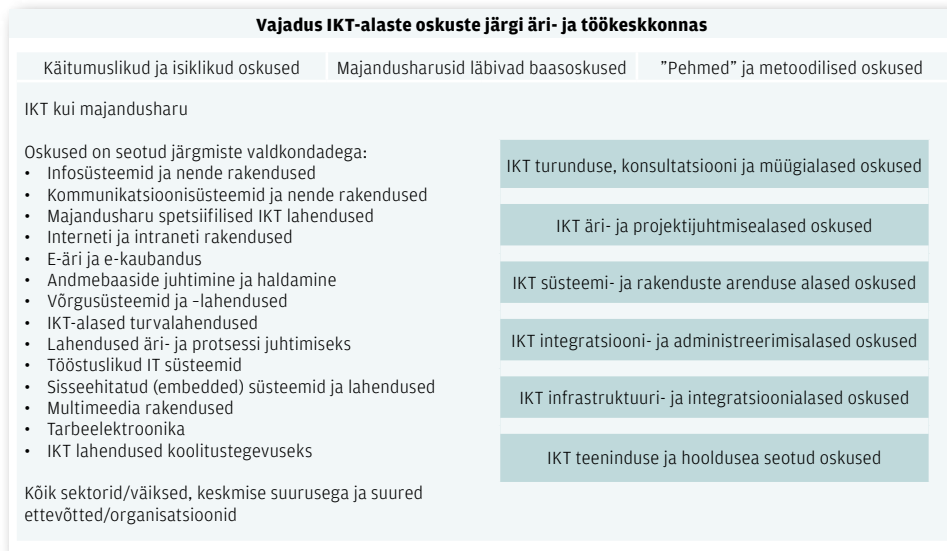 Vajadus IKT-alaste oskuste järgi äri- ja töökeskkonnas
Käitumuslikud ja isiklikud oskused
Majandusharusid läbivad baasoskused
”Pehmed” ja metoodilised oskused
IKT kui majandusharu
Oskused on seotud järgmiste valdkondadega:
• Infosüsteemid ja nende rakendused
• Kommunikatsioonisüsteemid ja nende rakendused
• Majandusharu spetsiifilised IKT lahendused
• Interneti ja intraneti rakendused
• E-äri ja e-kaubandus
• Andmebaaside juhtimine ja haldamine
• Võrgusüsteemid ja -lahendused
• IKT-alased turvalahendused
• Lahendused äri- ja protsessi juhtimiseks
• Tööstuslikud IT süsteemid
• Sisseehitatud (embedded) süsteemid ja lahendused
• Multimeedia rakendused
• Tarbeelektroonika
• IKT lahendused koolitustegevuseks
Kõik sektorid/väiksed, keskmise suurusega ja suured
ettevõtted/organisatsioonid
IKT turunduse, konsultatsiooni ja müügialased oskused
IKT äri- ja projektijuhtmisealased oskused
IKT süsteemi- ja rakenduste arenduse alased oskused
IKT integratsiooni- ja administreerimisalased oskused
IKT infrastruktuuri- ja integratsioonialased oskused
IKT teeninduse ja hooldusea seotud oskused